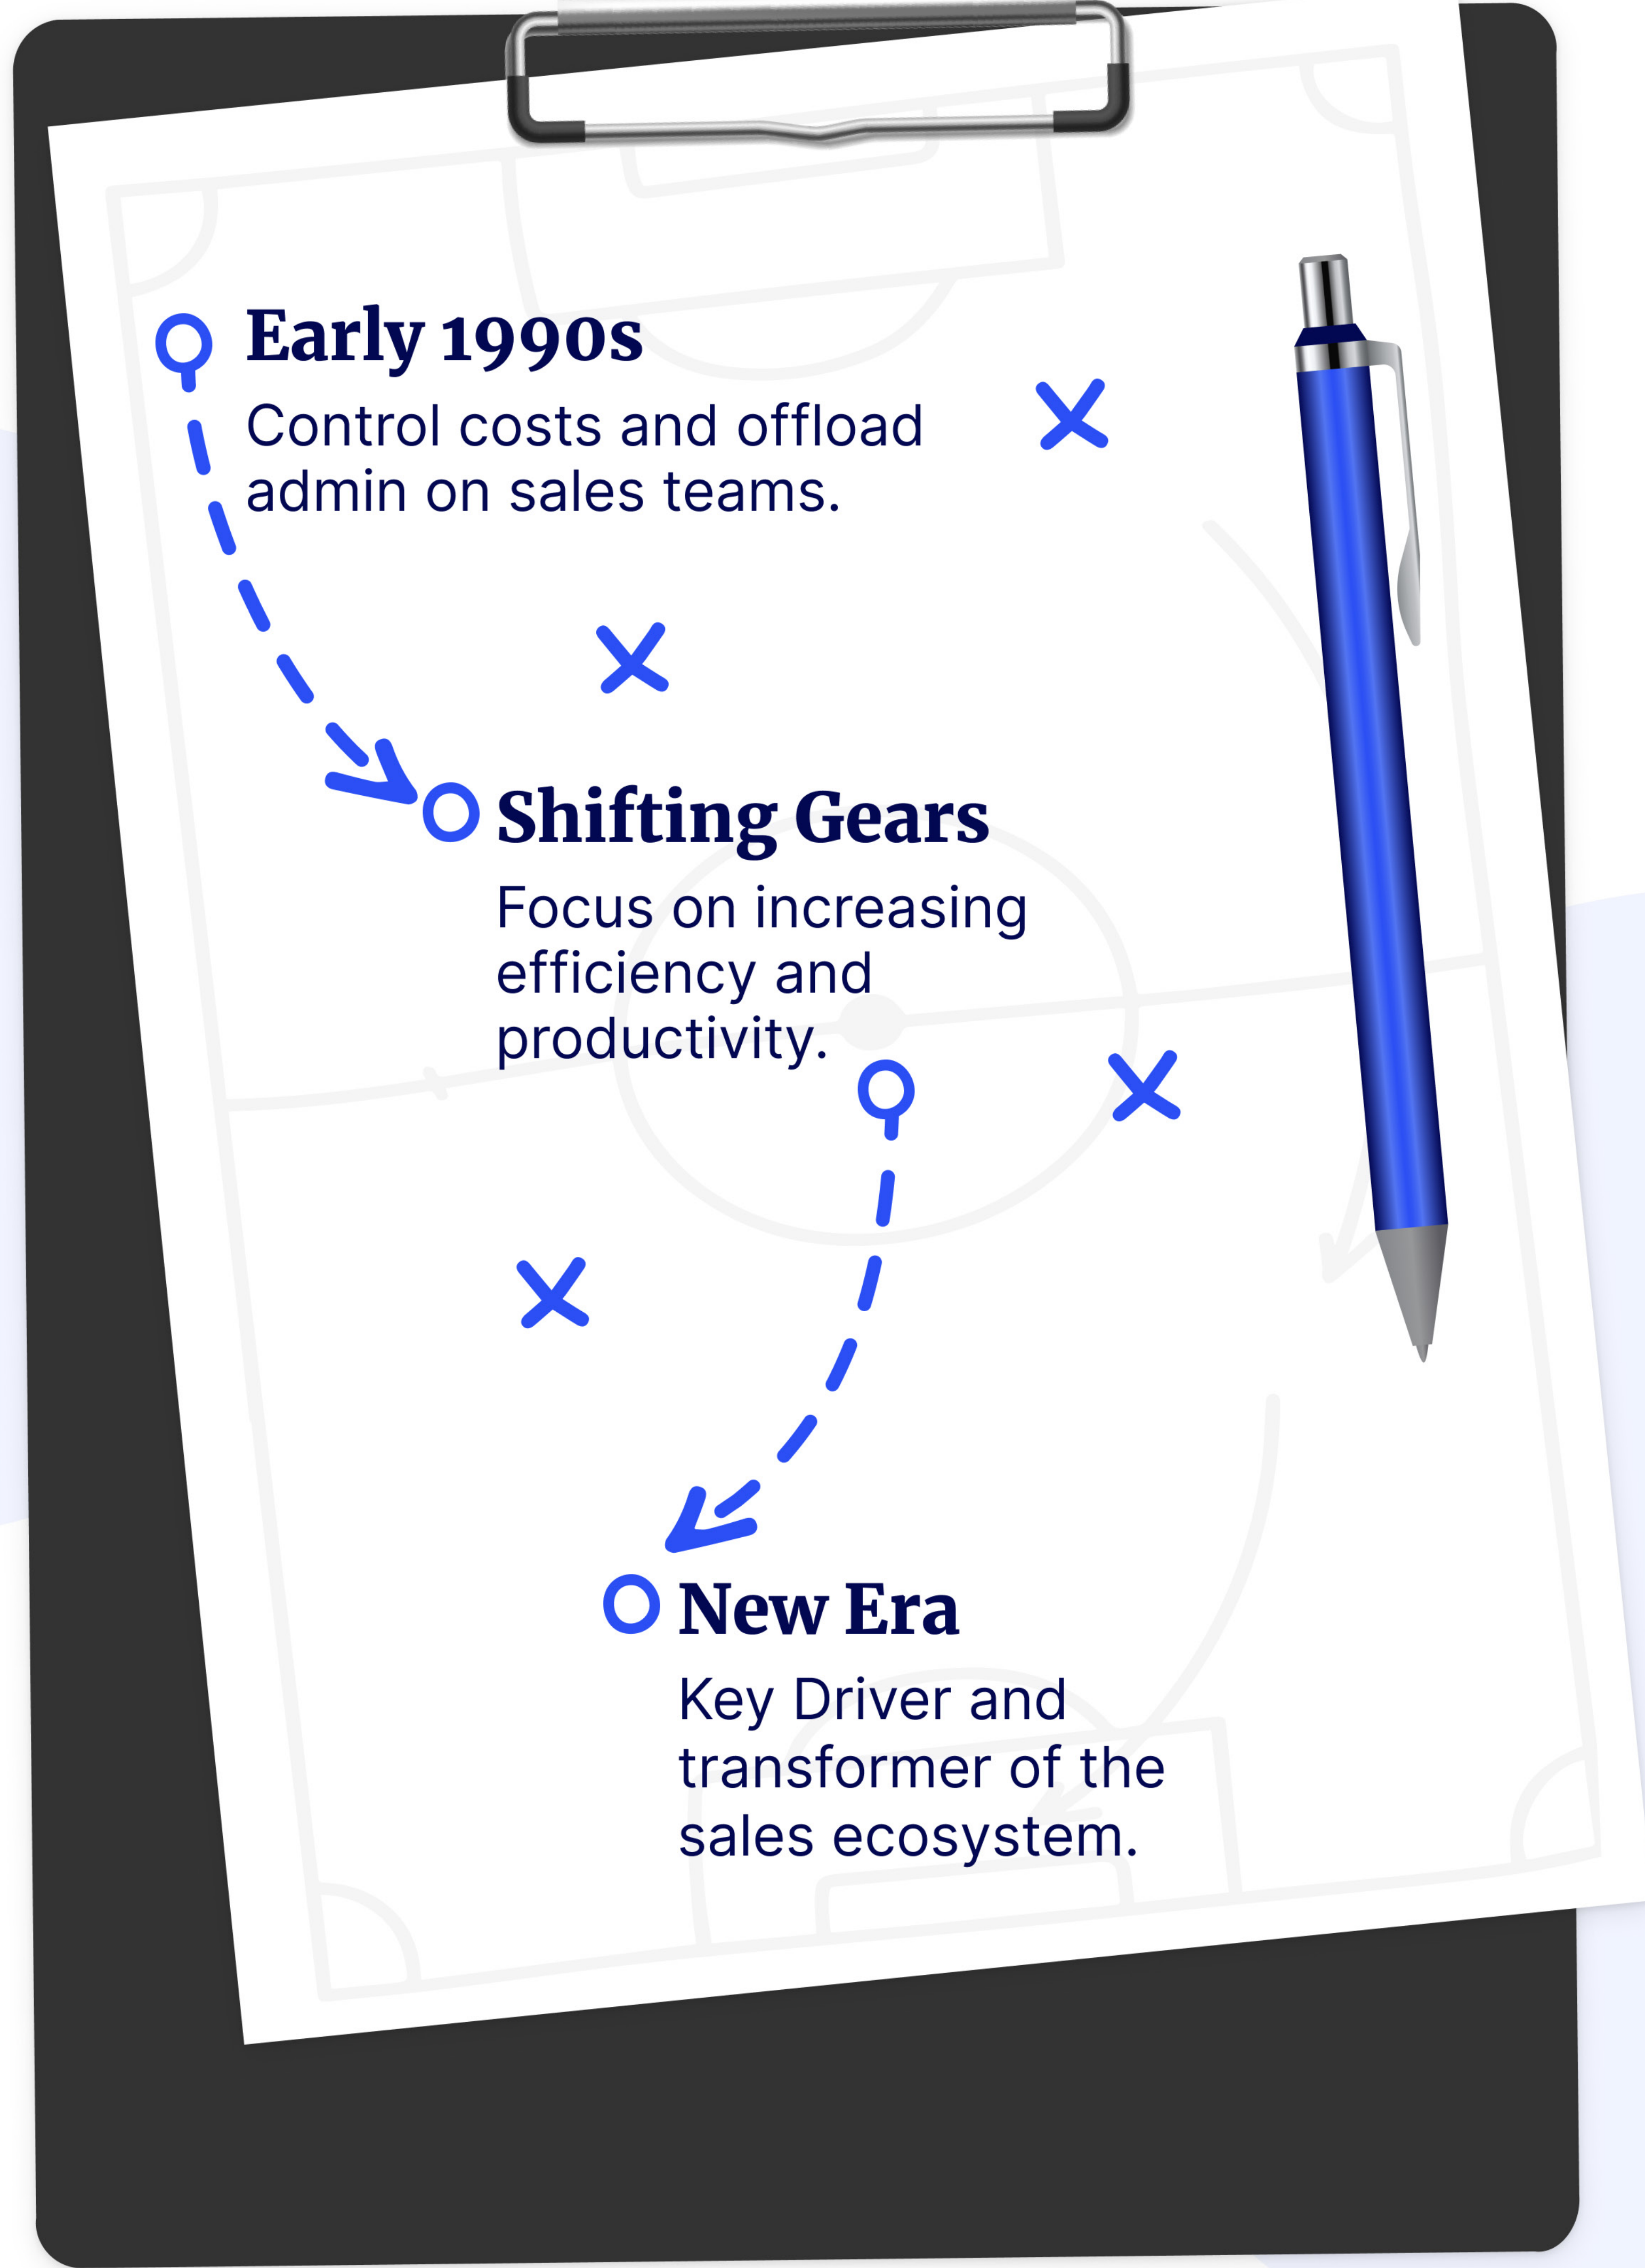 Early 1990s
Control costs and offload
admin on sales teams.
Shifting Gears
Focus on increasing
efficiency and
productivity.
New Era
Key Driver and
transformer of the
sales ecosystem.